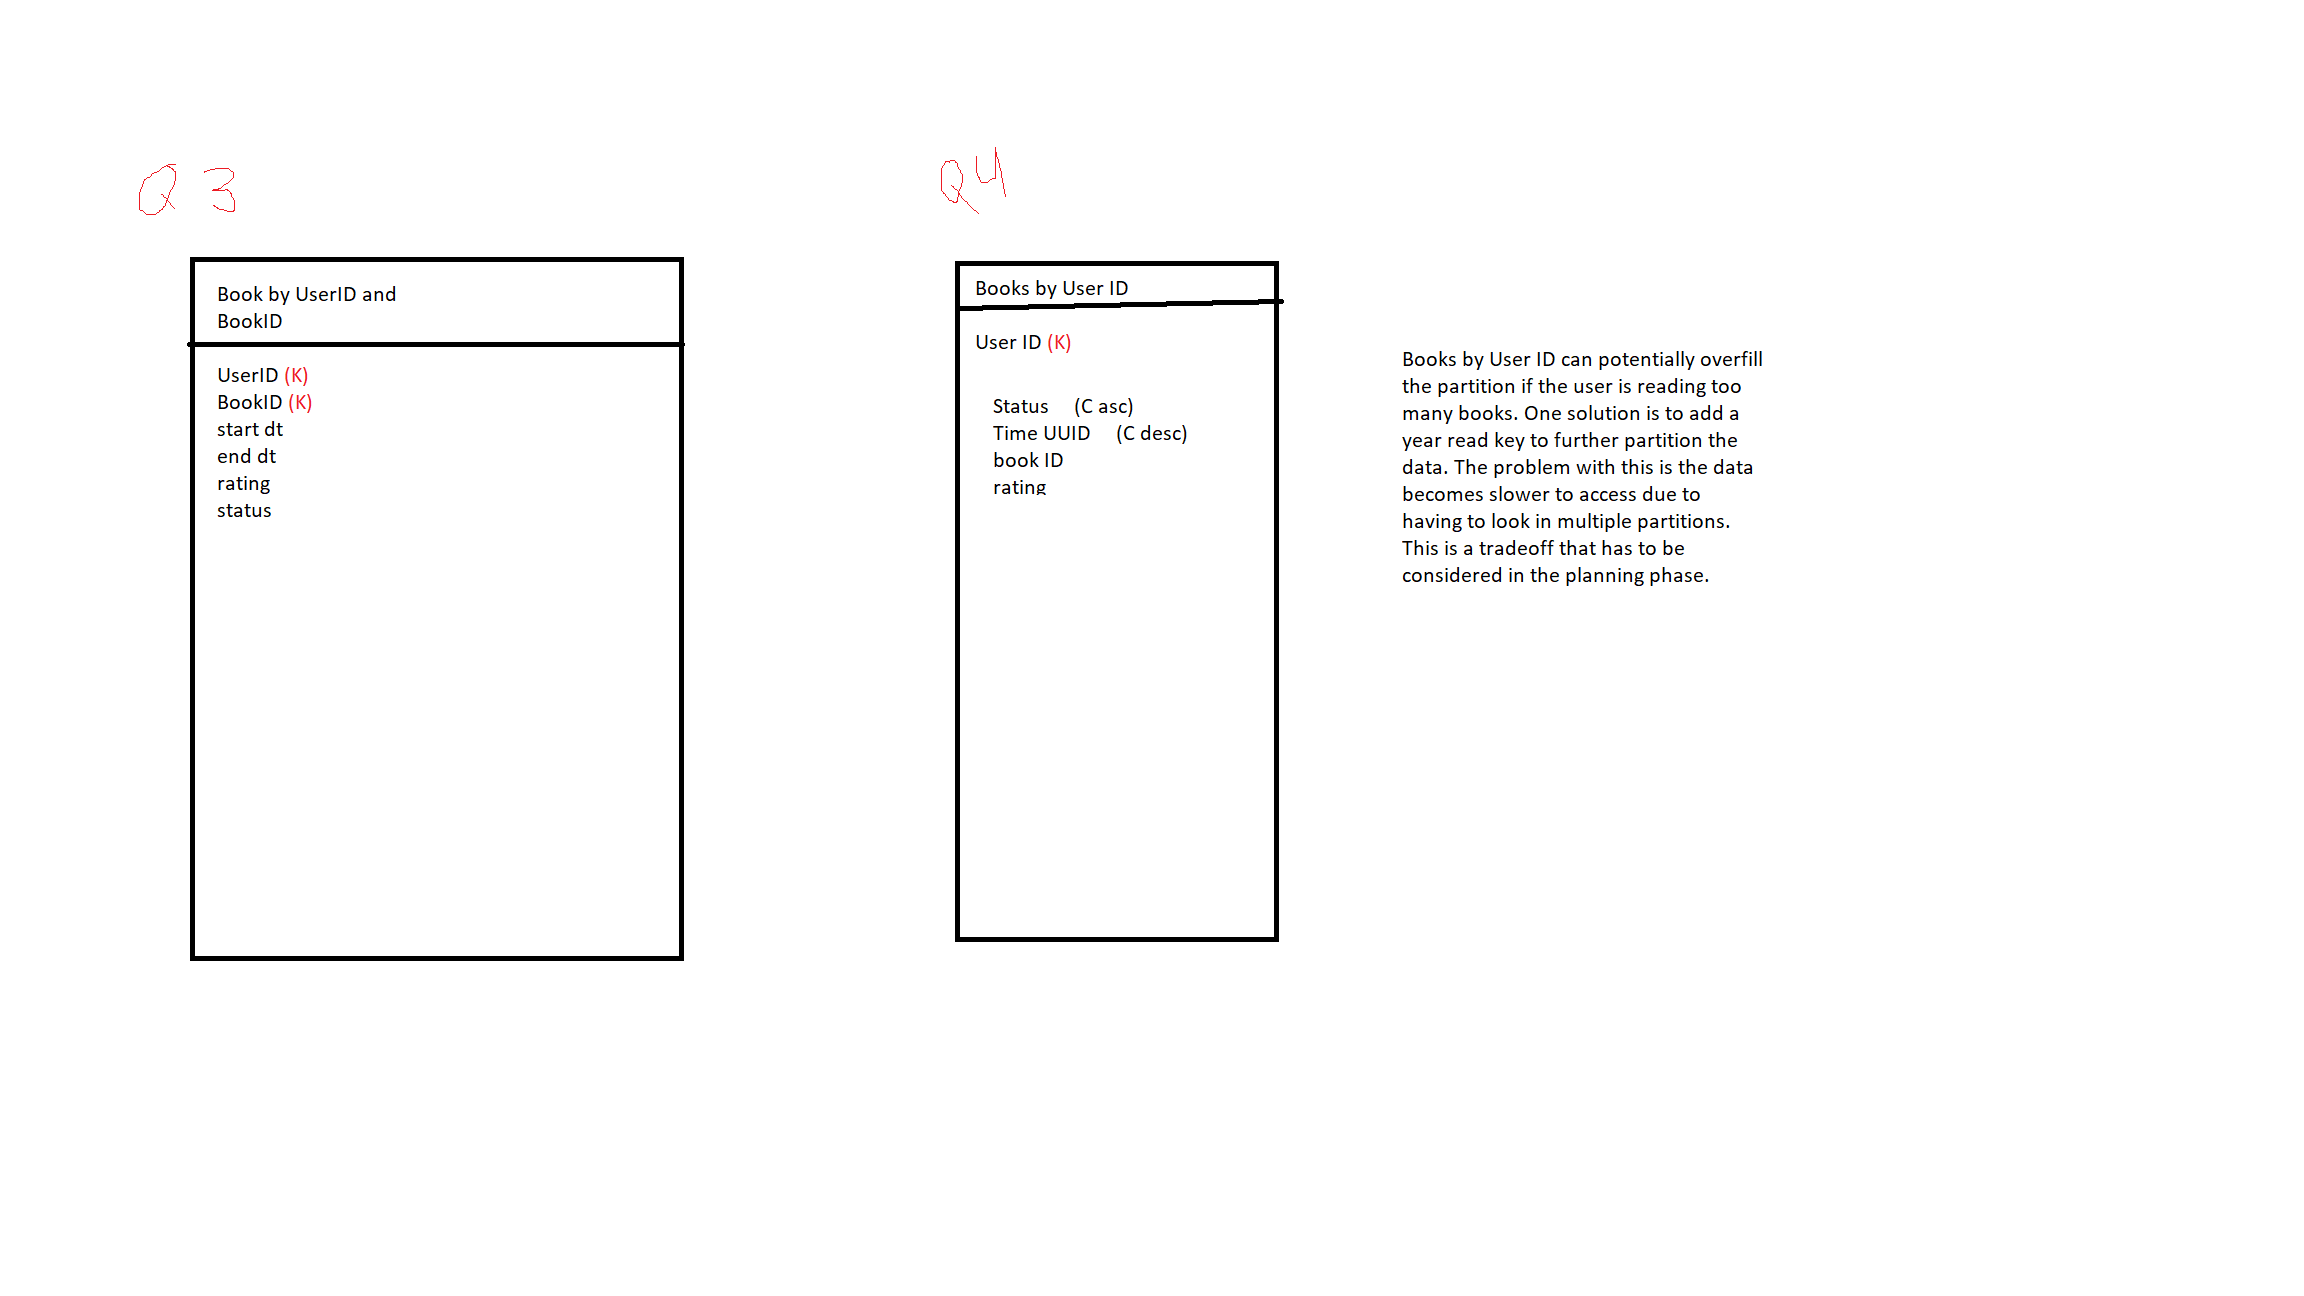 Q 3
Q4
Book by UserID and
BookID
UserID (K)
BookID (K)
start dt
end dt
rating
status
Books by User ID
User ID (K)
Status (C asc)
Time UUID (C desc)
book ID
rating
Books by User ID can potentially overfill
the partition if the user is reading too
many books. One solution is to add a
year read key to further partition the
data. The problem with this is the data
becomes slower to access due to
having to look in multiple partitions.
This is a tradeoff that has to be
considered in the planning phase.